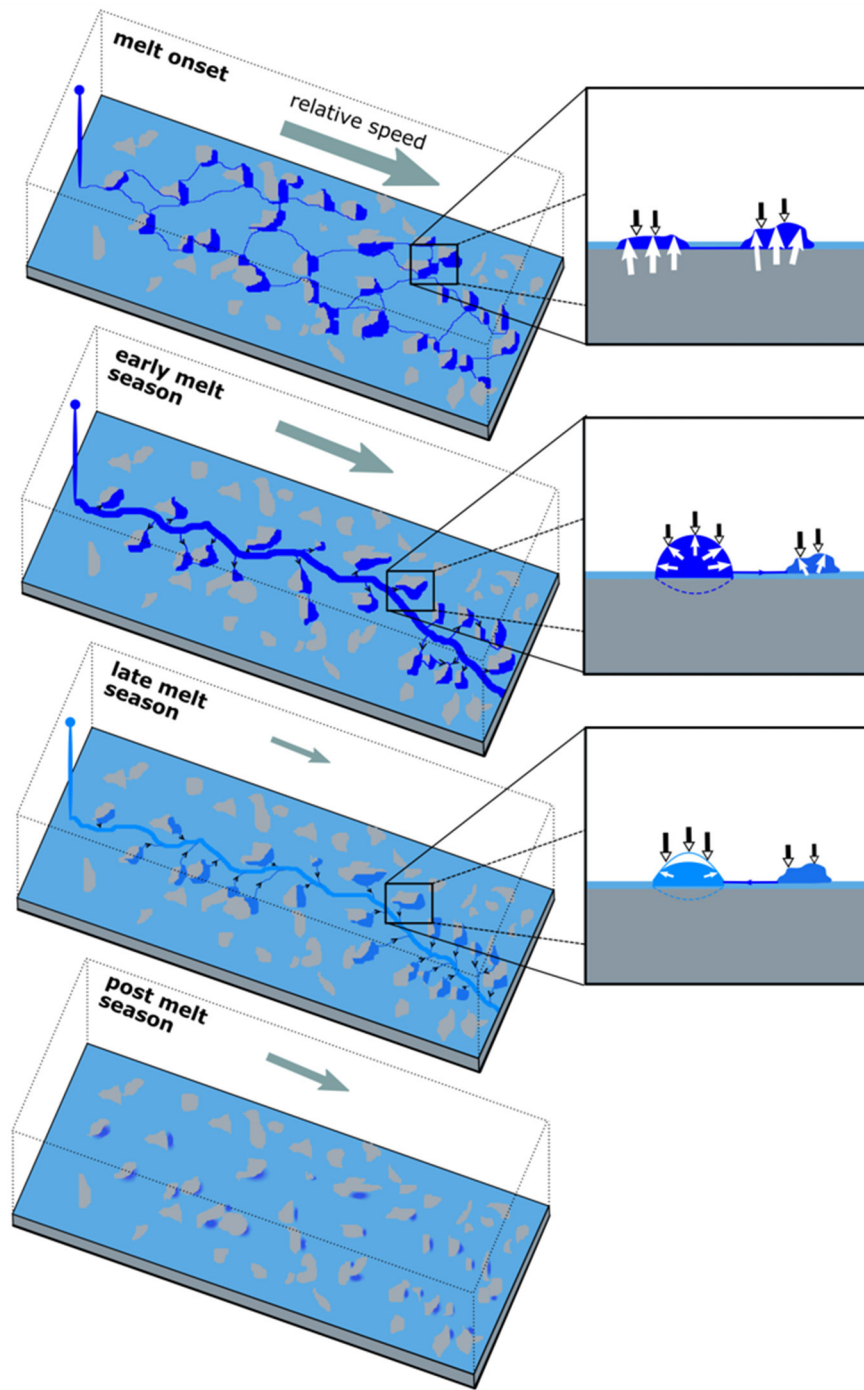 melt onset
relative speed
early melt
season
late melt
season
post melt
season